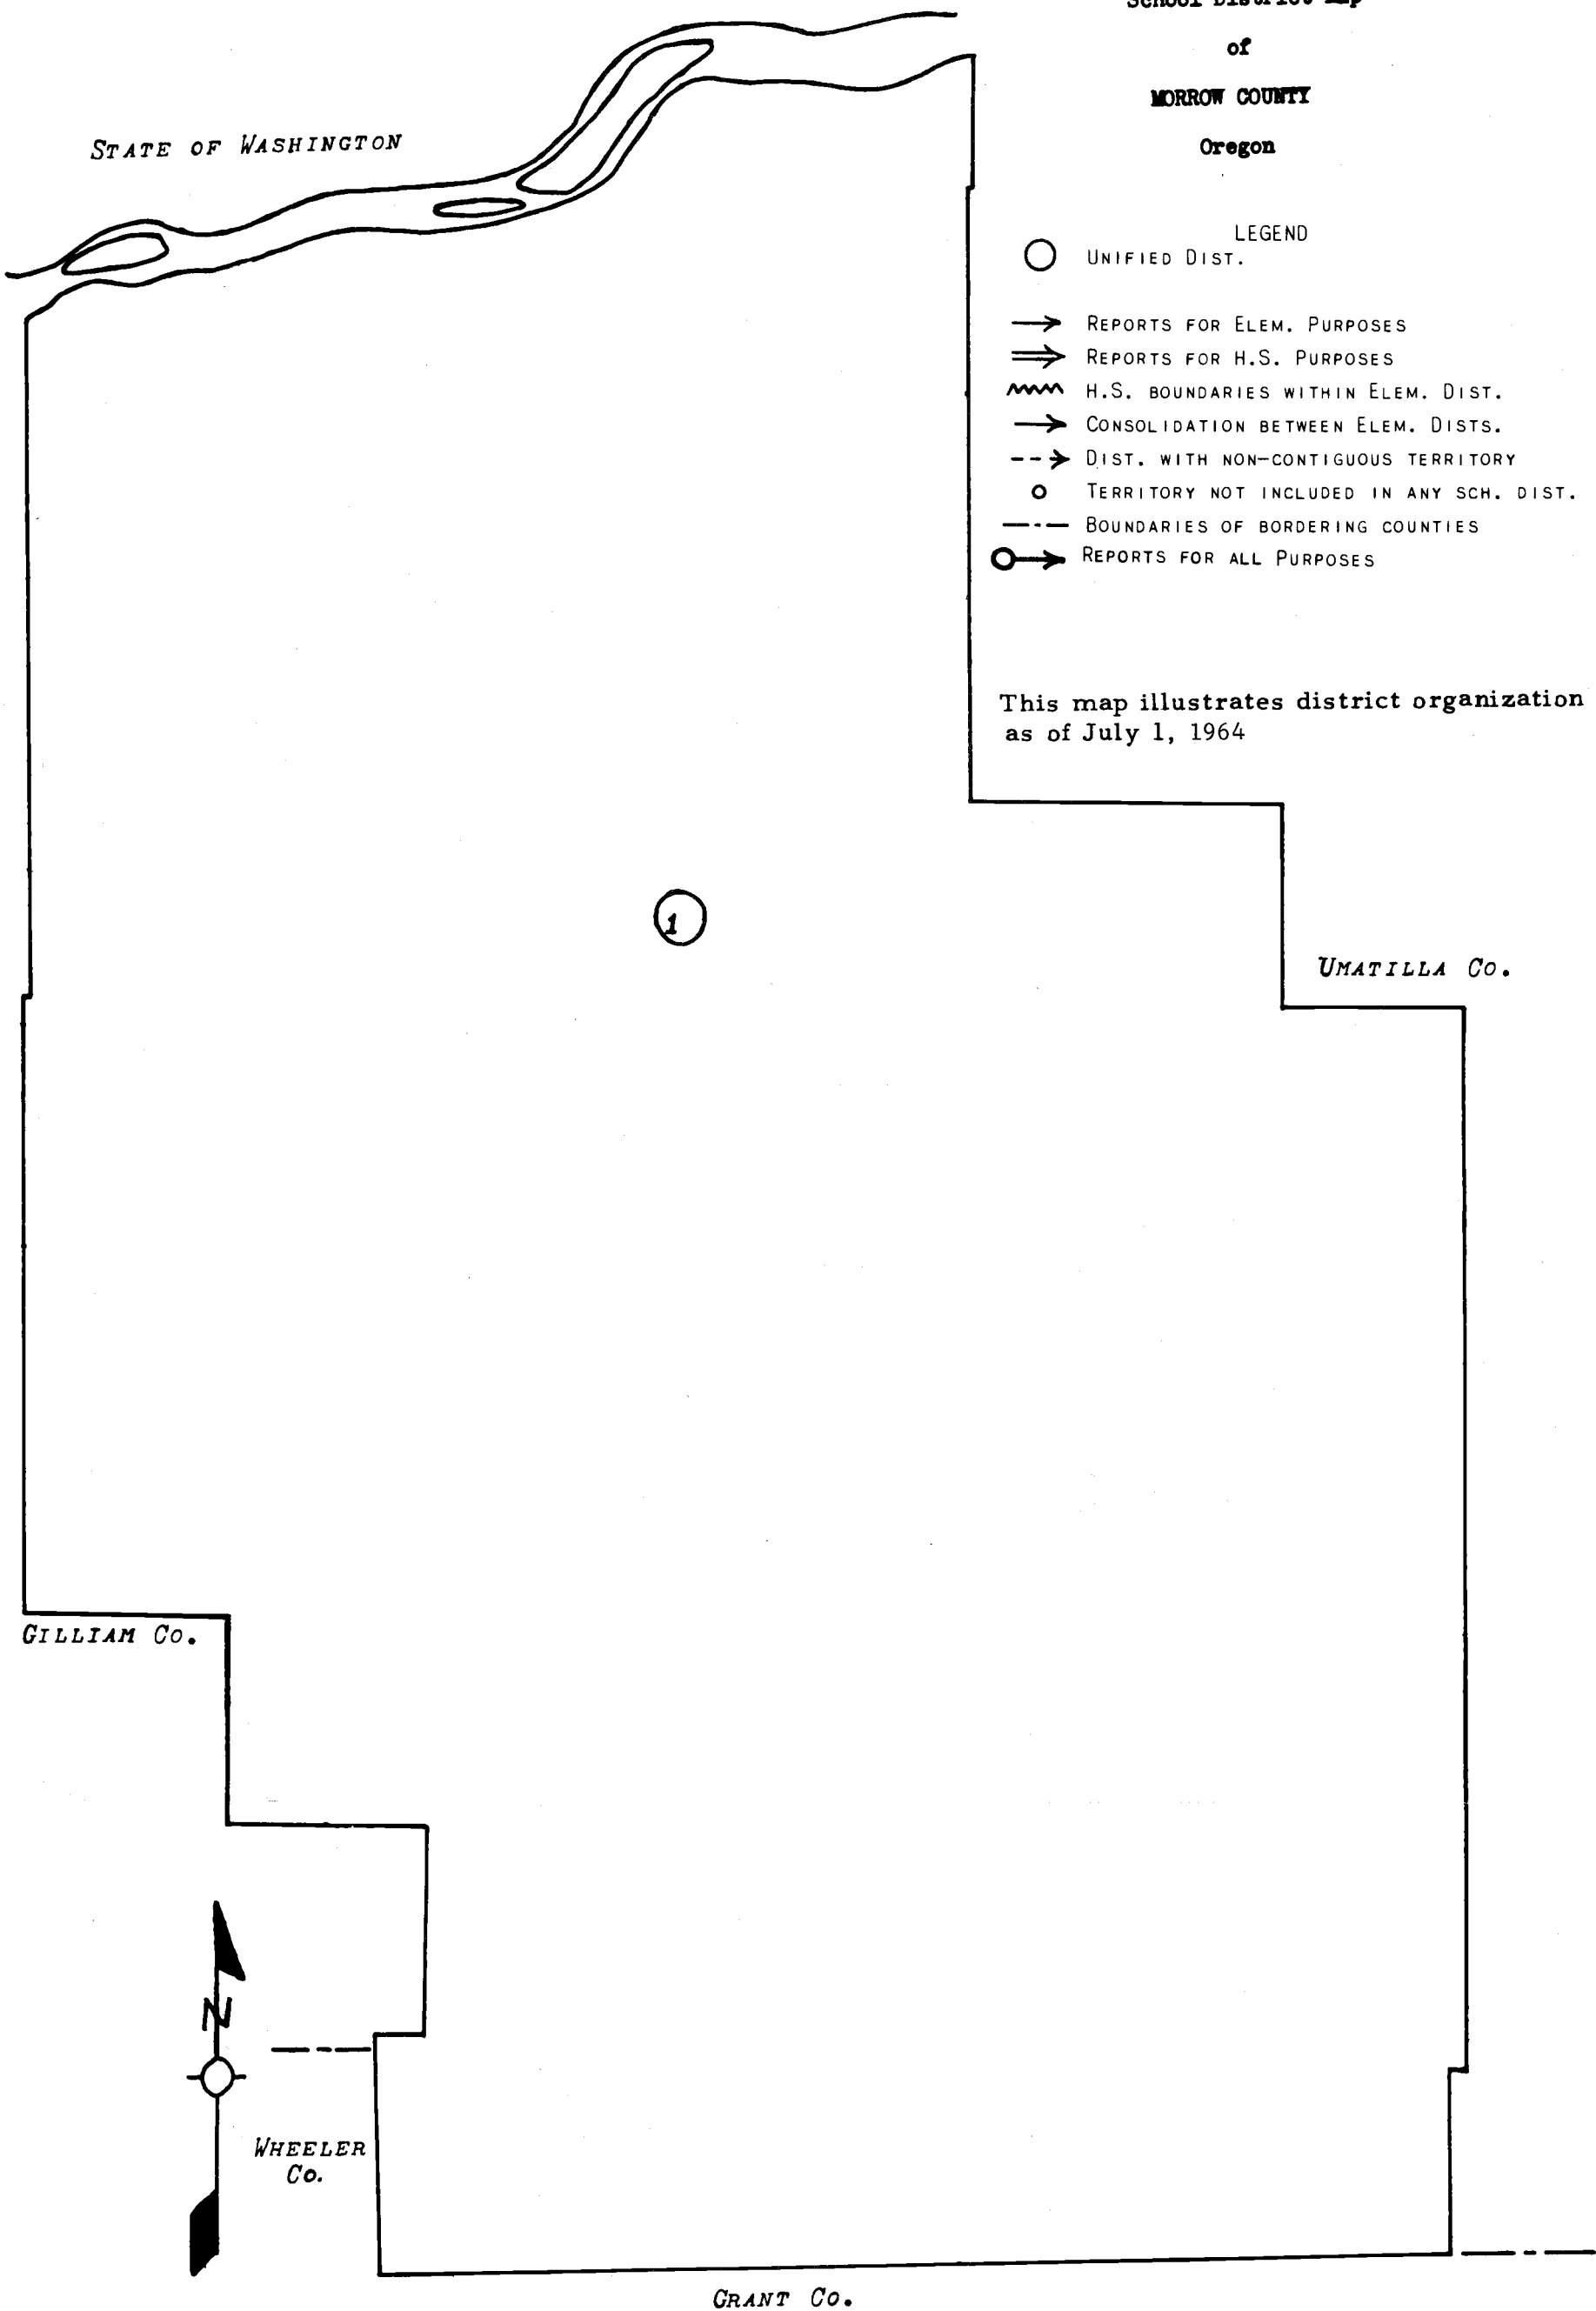 School District Map
of
MORROW COUNTY
Oregon
STATE OF WASHINGTON
LEGEND
UNIFIED DIST.
REPORTS FOR ELEM. PURPOSES
REPORTS FOR H.S. PURPOSES
H.S. BOUNDARIES WITHIN ELEM. DIST.
CONSOLIDATION BETWEEN ELEM. DISTS.
DIST. WITH NON-CONTIGUOUS TERRITORY
TERRITORY NOT INCLUDED IN ANY SCH. DIST.
BOUNDARIES OF BORDERING COUNTIES
REPORTS FOR ALL PURPOSES
This map illustrates district organization
as of July 1, 1964
1
UMATILLA CO.
GILLIAM CO.
N
WHEELER
CO.
GRANT CO.